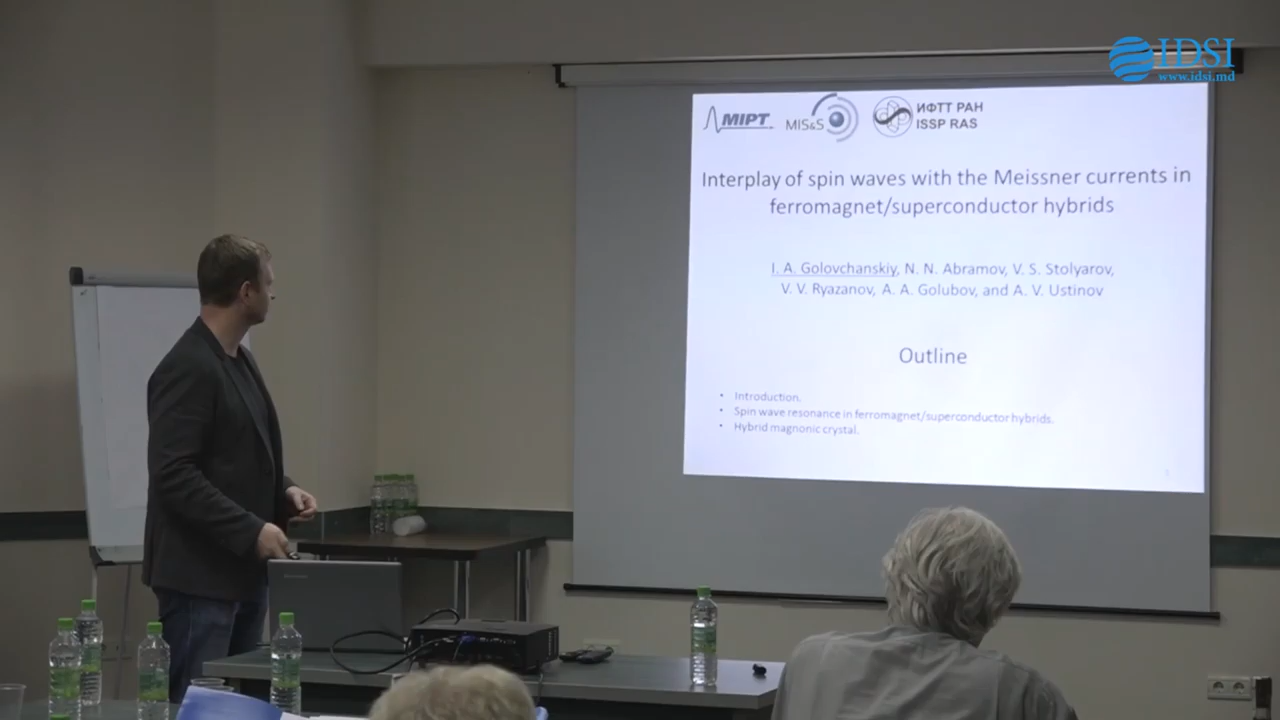 IDSI
www.idsi.md
MIPT
MIS&S
ИФТТ РАН
ISSP RAS
Interplay of spin waves with the Meissner currents in
ferromagnet/superconductor hybrids
I. A. Golovchanskiy, N. N. Abramov, V. S. Stolyarov,
V. V. Ryazanov, A. A. Golubov, and A. V. Ustinov
Outline
• Introduction.
• Spin wave resonance in ferromagnet/superconductor hybrids.
• Hybrid magnonic crystal.